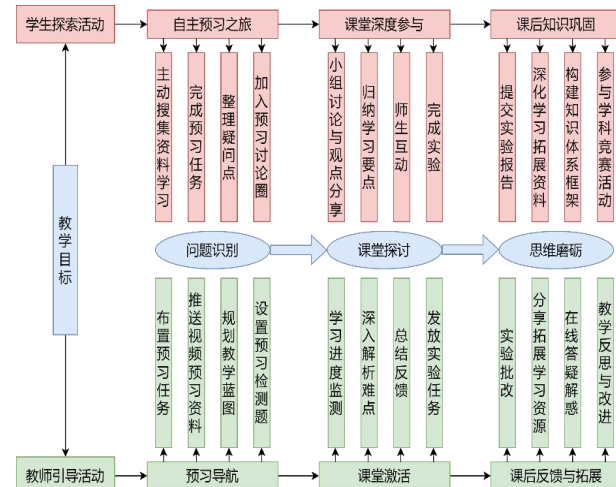 学生探索活动
自主预习之旅
课堂深度参与
课后知识巩固
主动搜集资料学习
完成预习任务
整理疑问点
加入预习讨论圈
小组讨论与观点分享
归纳学习要点
师生互动
完成实验
提交实验报告
深化学习拓展资料
构建知识体系框架
参与学科竞赛活动
教学目标
问题识别
课堂探讨
思维磨砺
布置预习任务
推送视频预习资料
规划教学蓝图
设置预习检测题
学习进度监测
深入解析难点
总结反馈
发放实验任务
实验批改
分享拓展学习资源
在线答疑解惑
教学反思与改进
教师引导活动
预习导航
课堂激活
课后反馈与拓展